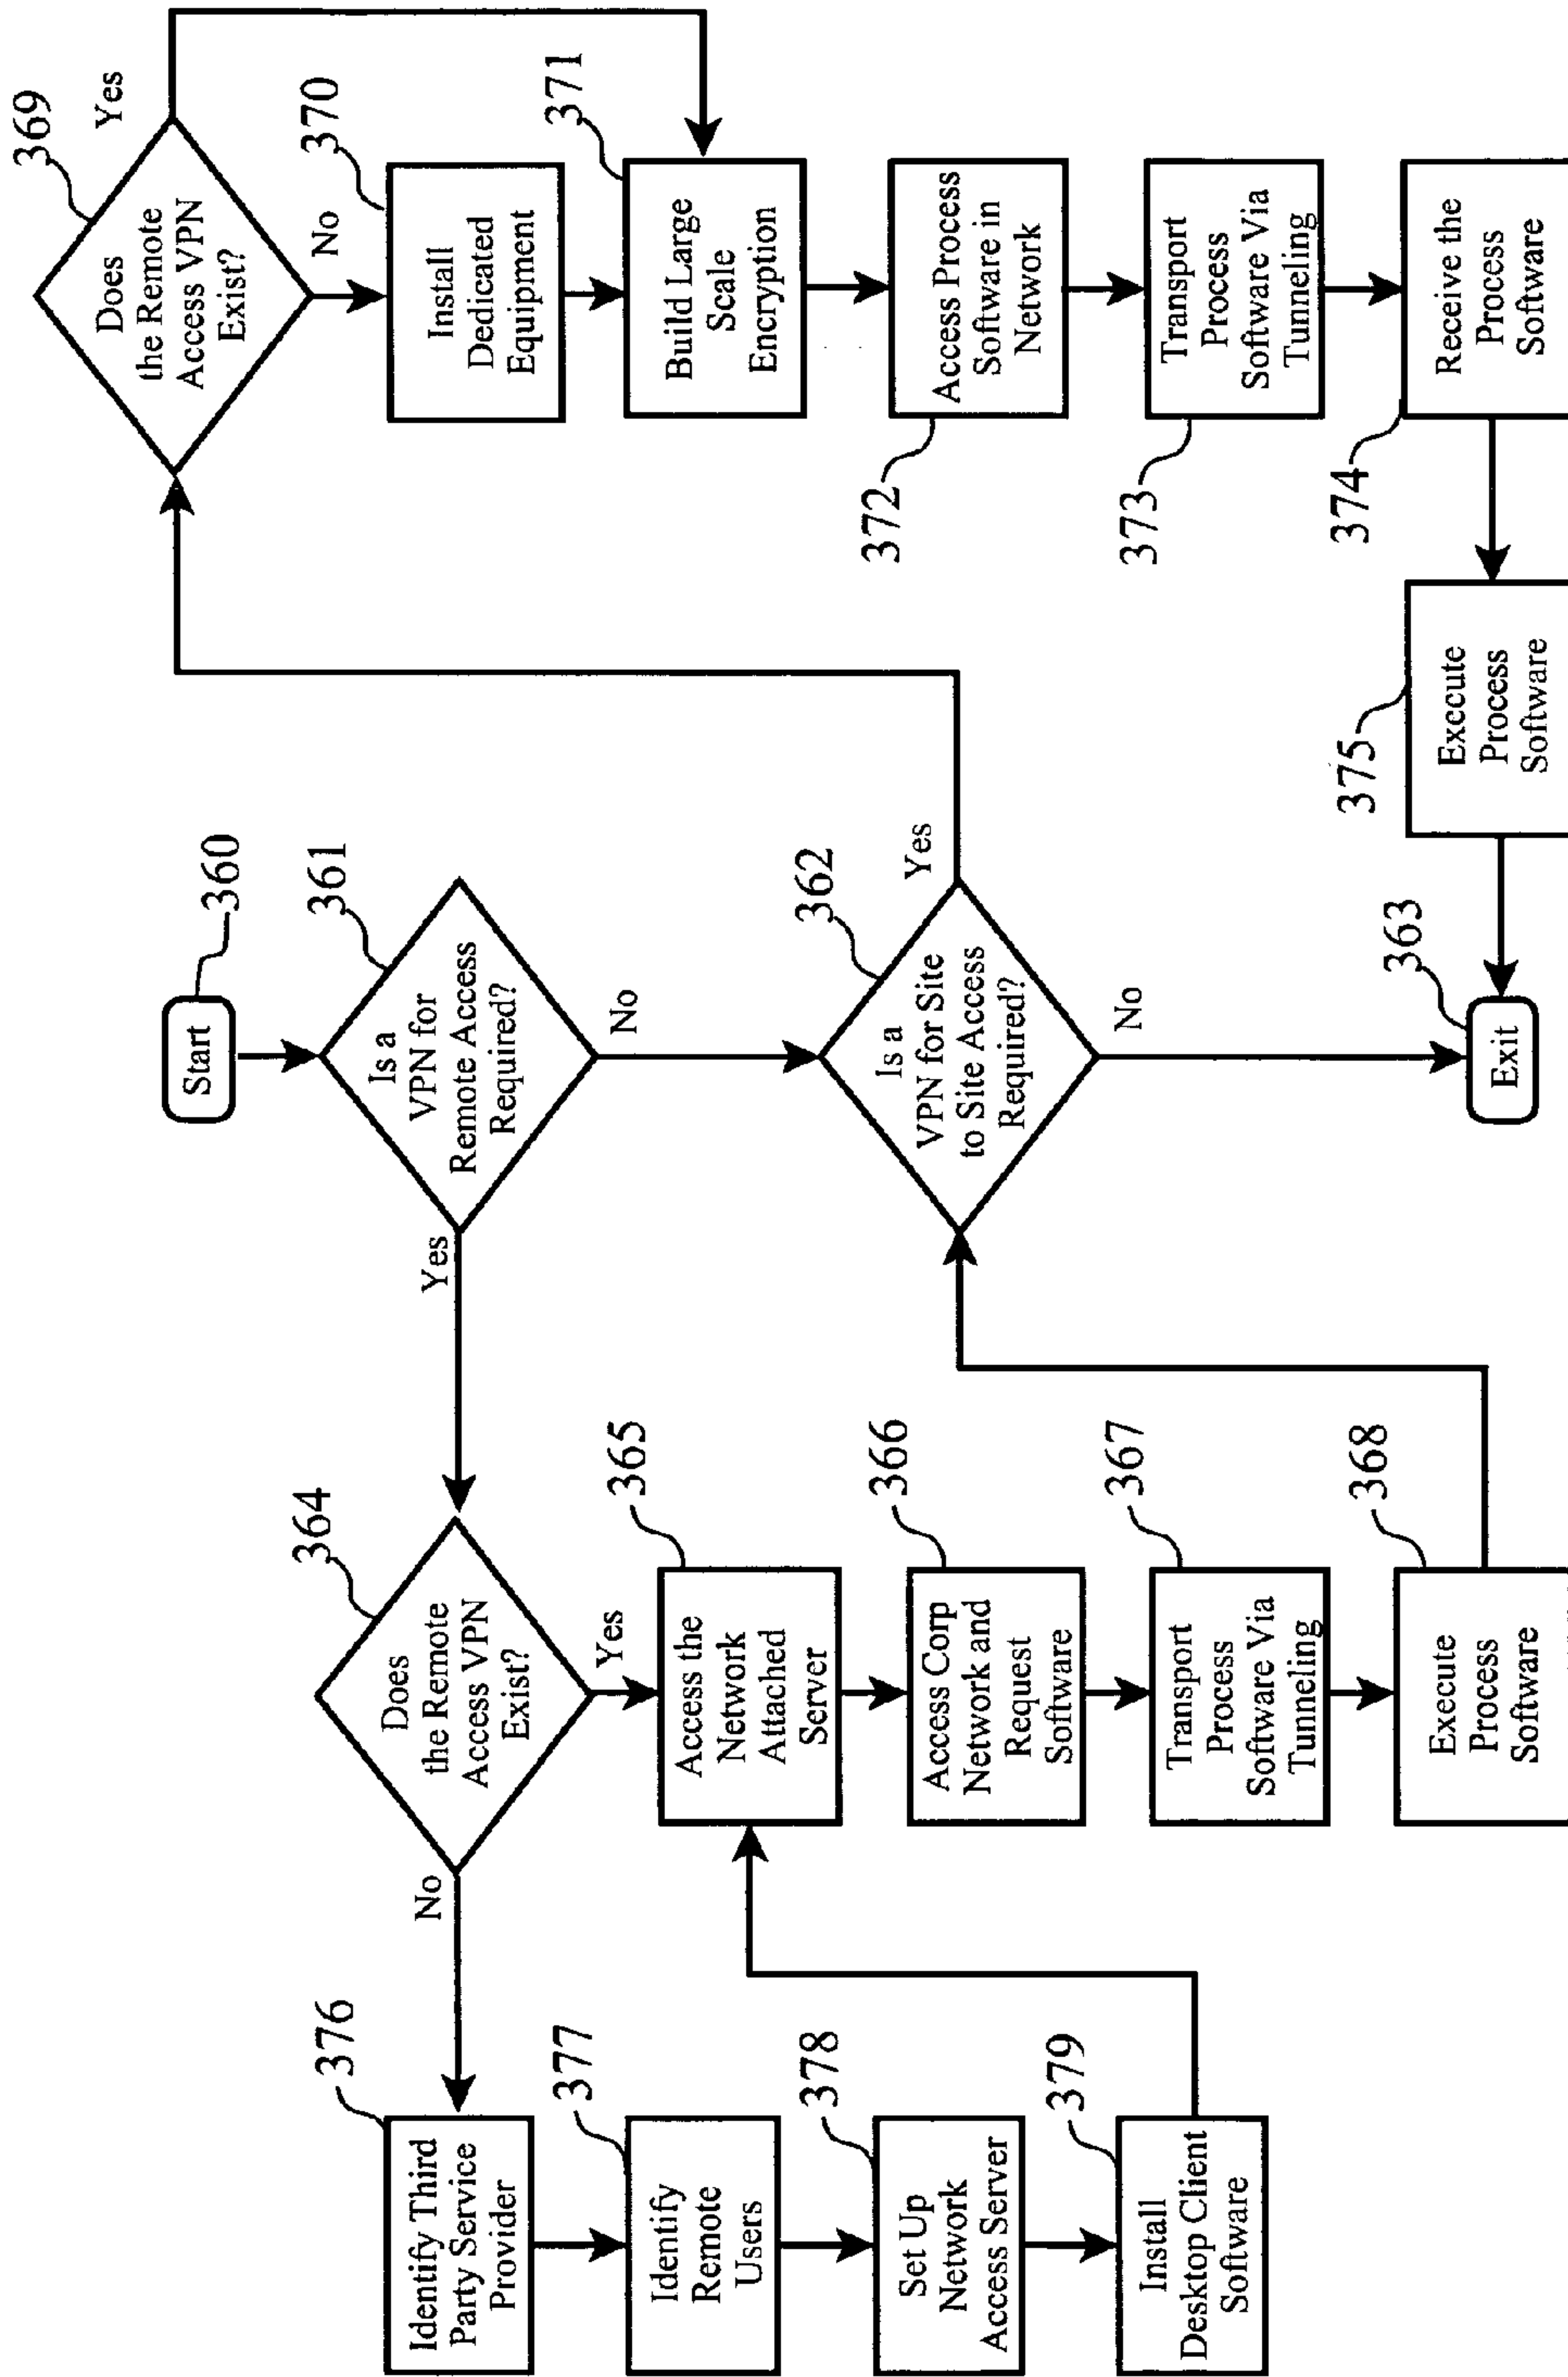 360
Start
361
Is a
VPN for
Remote Access
Required?
Yes
No
362
Is a
VPN for Site
to Site Access
Required?
Yes
No
363
Exit
364
Does
the Remote
Access VPN
Exist?
No
Yes
365
Access the
Network
Attached
Server
366
Access Corp
Network and
Request
Software
367
Transport
Process
Software Via
Tunneling
368
Execute
Process
Software
376
Identify Third
Party Service
Provider
377
Identify
Remote
Users
378
Set Up
Network
Access Server
379
Install
Desktop Client
Software
369
Does
the Remote
Access VPN
Exist?
Yes
No
370
Install
Dedicated
Equipment
371
Build Large
Scale
Encryption
372
Access Process
Software in
Network
373
Transport
Process
Software Via
Tunneling
374
Receive the
Process
Software
375
Execute
Process
Software